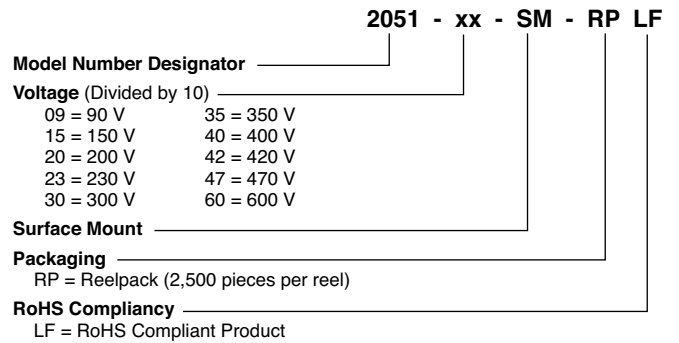 2051 - xx - SM - RP LF
Model Number Designator
Voltage (Divided by 10)
09 = 90 V 35 = 350 V
15 = 150 V 40 = 400 V
20 = 200 V 42 = 420 V
23 = 230 V 47 = 470 V
30 = 300 V 60 = 600 V
Surface Mount
Packaging
RP = Reelpack (2,500 pieces per reel)
RoHS Compliancy
LF = RoHS Compliant Product